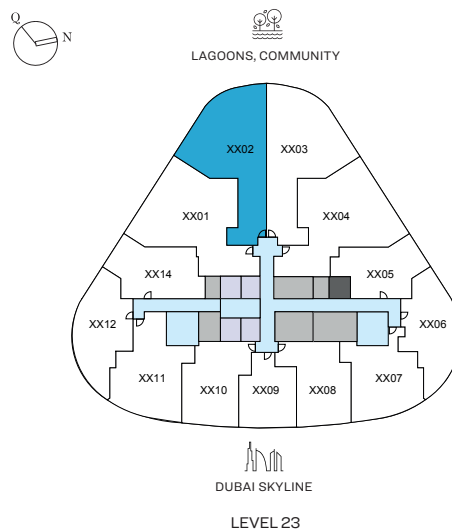 Q
N
LAGOONS, COMMUNITY
XX02
XX03
XX01
XX04
XX14
XX05
XX12
XX06
XX11
XX10
XX09
XX08
XX07
DUBAI SKYLINE
LEVEL 23